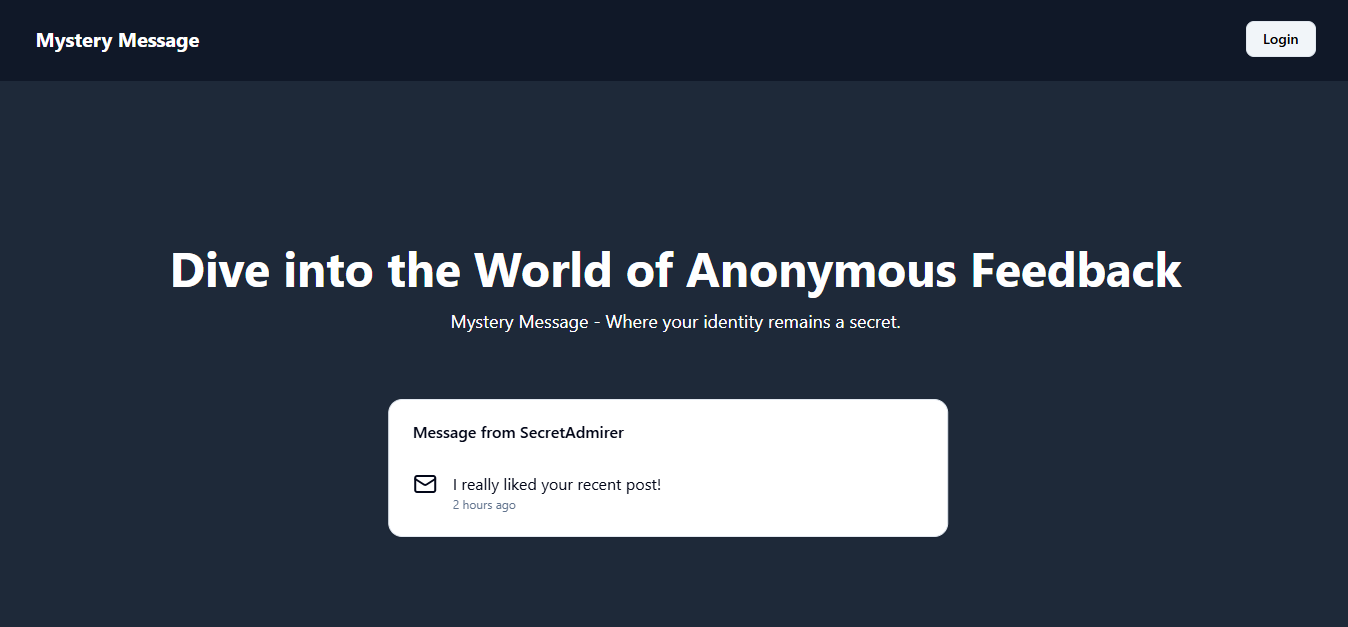 Mystery Message
Login
Dive into the World of Anonymous Feedback
Mystery Message - Where your identity remains a secret.
Message from SecretAdmirer
I really liked your recent post!
2 hours ago